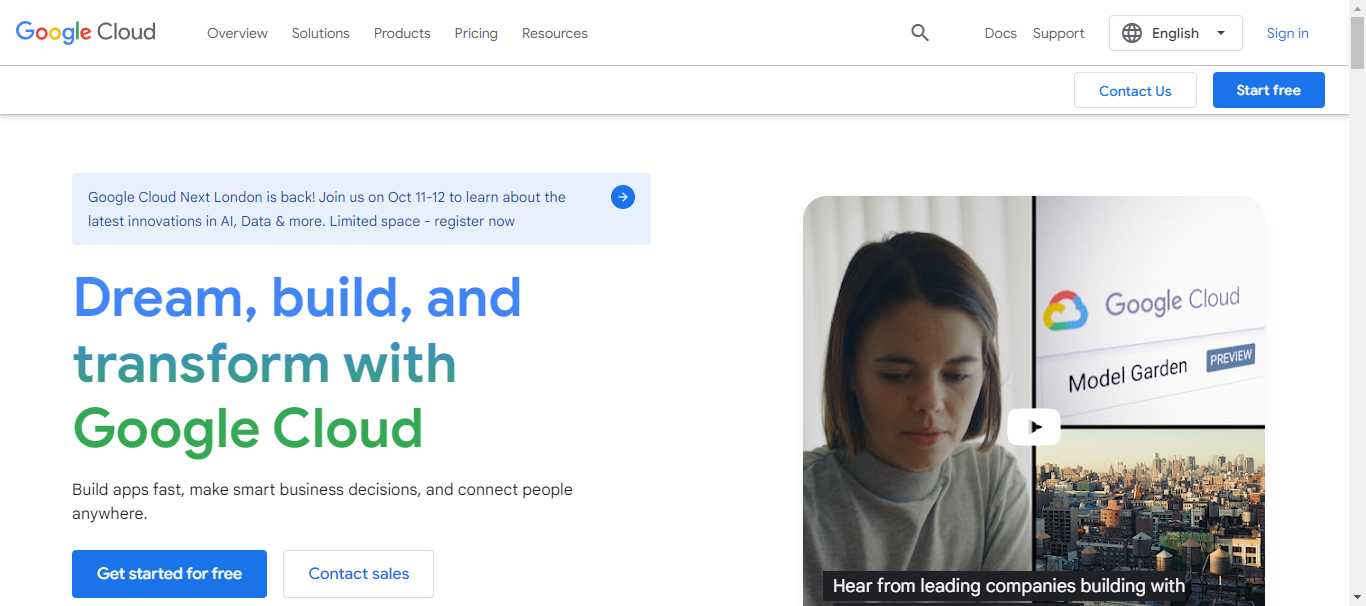 Google Cloud
Overview
Solutions
Products
Pricing
Resources
Docs
Support
English
Sign in
Contact Us
Start free
Google Cloud Next London is back! Join us on Oct 11-12 to learn about the
latest innovations in AI, Data & more. Limited space - register now
Dream, build, and
transform with
Google Cloud
Build apps fast, make smart business decisions, and connect people
anywhere.
Get started for free
Contact sales
Google Cloud
Model Garden PREVIEW
Hear from leading companies building with